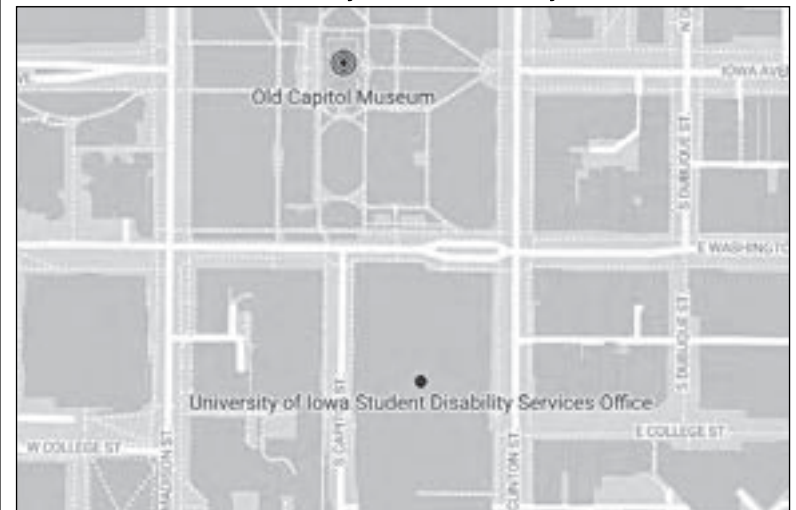 IOWA AVE
Old Capitol Museum
S DUBUQUE ST
E WASHINGTO
S DUBUQUE ST
University of Iowa Student Disability Services Office
S CAPIT ST
E COLLEGE ST
W COLLEGE ST
MADISON ST
CLINTON ST